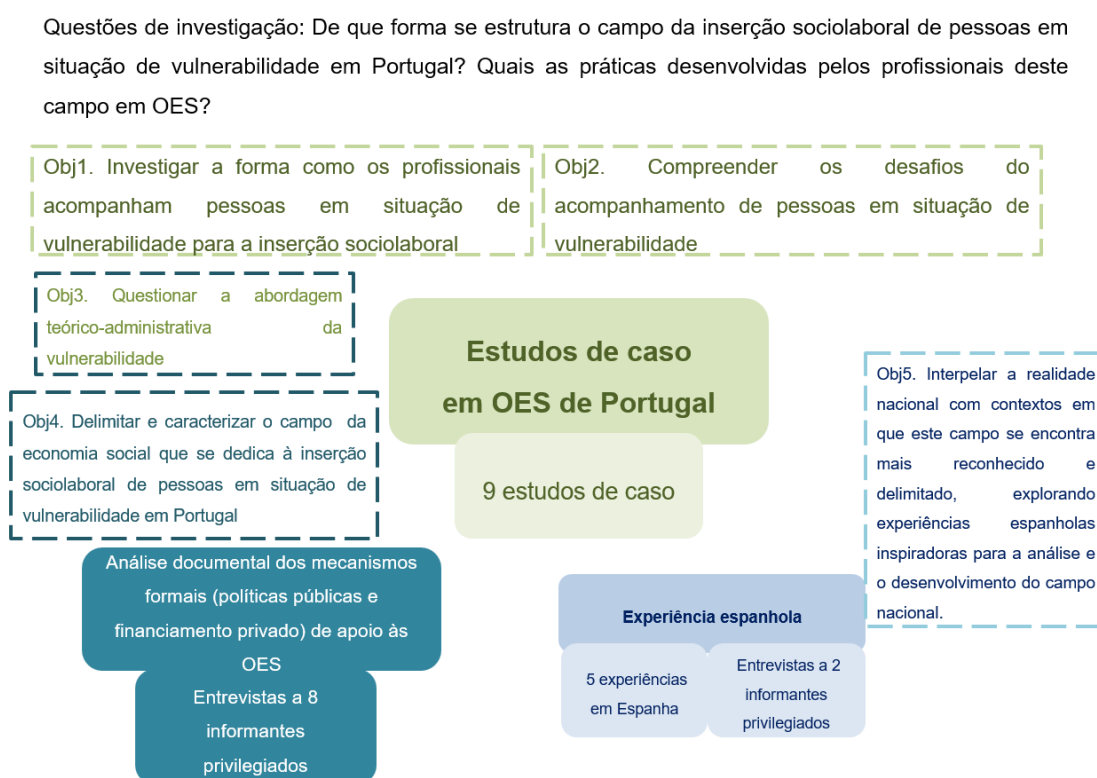 Questões de investigação: De que forma se estrutura o campo da inserção sociolaboral de pessoas em
situação de vulnerabilidade em Portugal? Quais as práticas desenvolvidas pelos profissionais deste
campo em OES?
Obj1. Investigar a forma como os profissionais
acompanham pessoas em situação de
vulnerabilidade para a inserção sociolaboral
Obj2. Compreender os desafios do
acompanhamento de pessoas em situação de
vulnerabilidade
Obj3. Questionar a abordagem
teórico-administrativa da
vulnerabilidade
Obj4. Delimitar e caracterizar o campo da
economia social que se dedica à inserção
sociolaboral de pessoas em situação de
vulnerabilidade em Portugal
Estudos de caso
em OES de Portugal
9 estudos de caso
Obj5. Interpelar a realidade
nacional com contextos em
que este campo se encontra
mais reconhecido e
delimitado, explorando
experiências espanholas
inspiradoras para a análise e
o desenvolvimento do campo
nacional.
Análise documental dos mecanismos
formais (políticas públicas e
financiamento privado) de apoio às
OES
Entrevistas a 8
informantes
privilegiados
Experiência espanhola
5 experiências
em Espanha
Entrevistas a 2
informantes
privilegiados